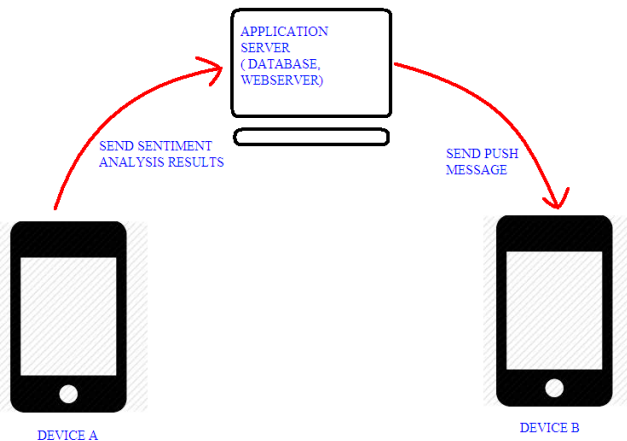 APPLICATION
SERVER
( DATABASE,
WEBSERVER)
SEND SENTIMENT
ANALYSIS RESULTS
SEND PUSH
MESSAGE
DEVICE A
DEVICE B